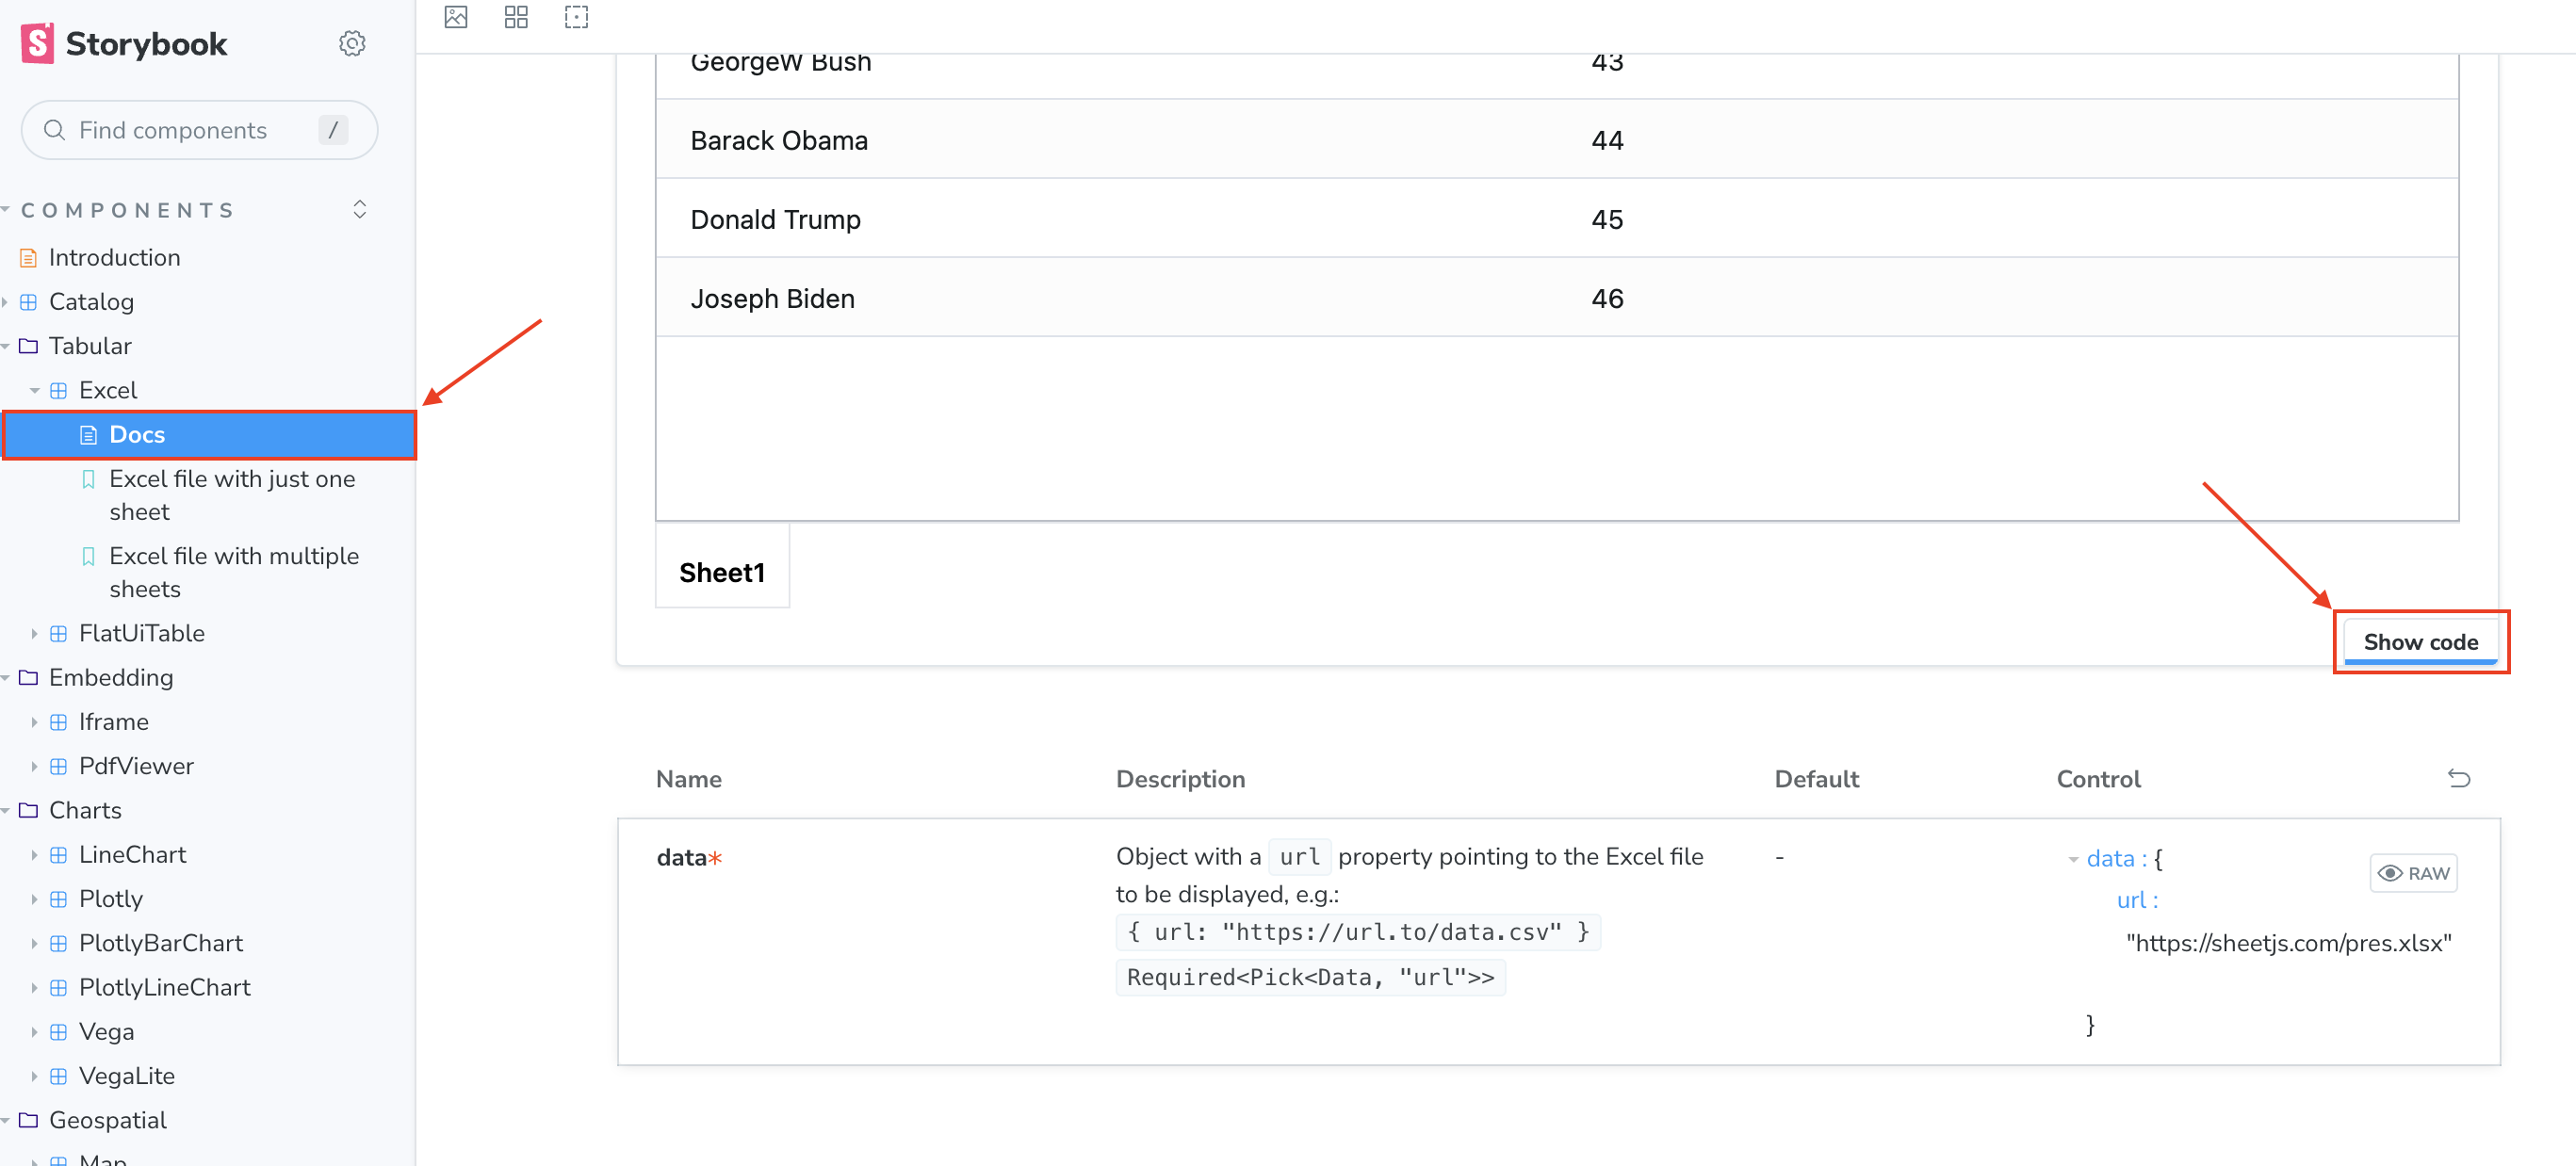 Storybook
Find components /
COMPONENTS
Introduction
Catalog
Tabular
Excel
Docs
Excel file with just one
sheet
Excel file with multiple
sheets
FlatUiTable
Embedding
Iframe
PdfViewer
Charts
LineChart
Plotly
PlotlyBarChart
PlotlyLineChart
Vega
VegaLite
Geospatial
Map
GeorgeW Bush 43
Barack Obama 44
Donald Trump 45
Joseph Biden 46
Sheet1
Show code
Name Description Default Control
data* Object with a url property pointing to the Excel file - data : {
RAW
to be displayed, e.g.: url :
{ url: "https://url.to/data.csv" } "https://sheetjs.com/pres.xlsx"
Required<Pick<Data, "url">>
}